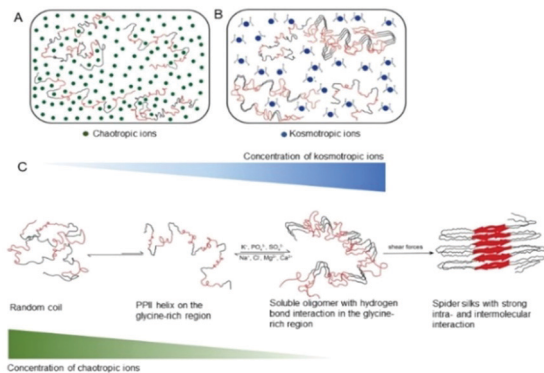 A
B
Chaotropic ions
Kosmotropic ions
C
Concentration of kosmotropic ions
K⁺, PO₄³⁻, SO₄²⁻
Na⁺, Cl⁻, Mg²⁺, Ca²⁺
shear forces
Random coil
PPII helix on the
glycine-rich region
Soluble oligomer with hydrogen
bond interaction in the glycine-
rich region
Spider silks with strong
intra- and intermolecular
interaction
Concentration of chaotropic ions